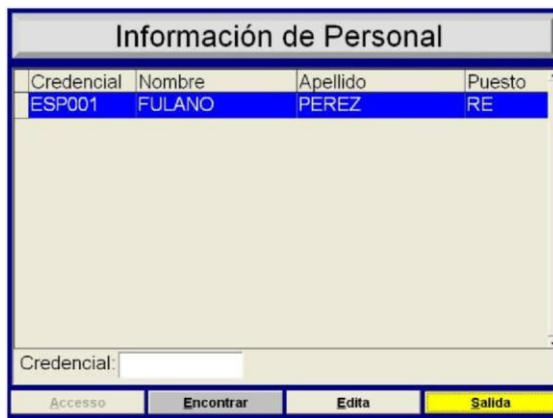 Información de Personal
Credencial Nombre Apellido Puesto
ESP001 FULANO PEREZ RE
Credencial:
Accesso Encontrar Edita Salida